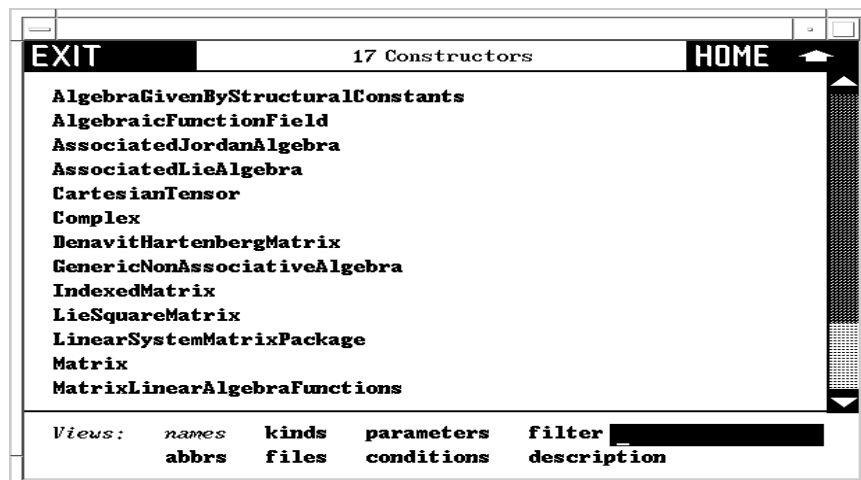 EXIT 17 Constructors HOME
AlgebraGivenByStructuralConstants
AlgebraicFunctionField
AssociatedJordanAlgebra
AssociatedLieAlgebra
CartesianTensor
Complex
DenavitHartenbergMatrix
GenericNonAssociativeAlgebra
IndexedMatrix
LieSquareMatrix
LinearSystemMatrixPackage
Matrix
MatrixLinearAlgebraFunctions
Views: names kinds parameters filter _
abbrs files conditions description